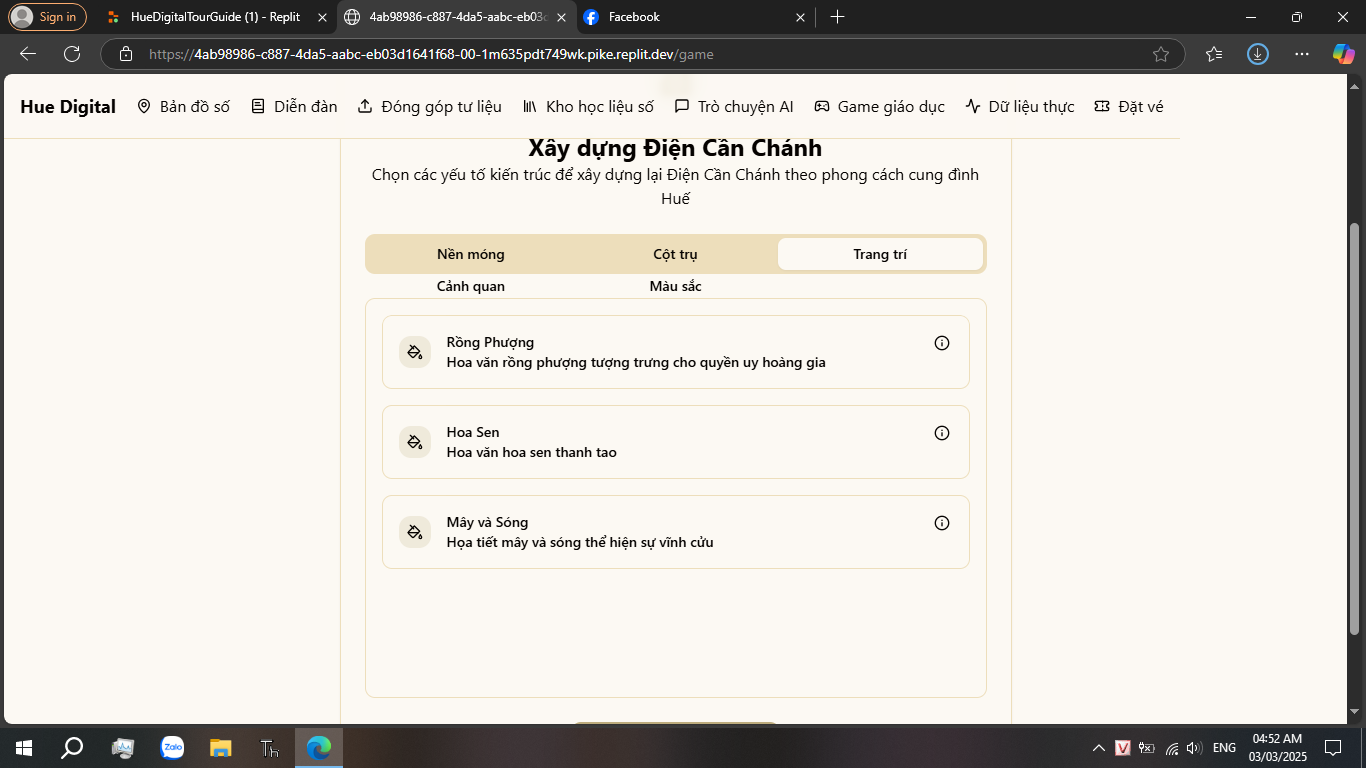 Sign in
HueDigitalTourGuide (1) - Replit
4ab98986-c887-4da5-aabc-eb03d
Facebook
https://4ab98986-c887-4da5-aabc-eb03d1641f68-00-1m635pdt749wk.pike.replit.dev/game
Hue Digital
Bản đồ số
Diễn đàn
Đóng góp tư liệu
Kho học liệu số
Trò chuyện AI
Game giáo dục
Dữ liệu thực
Đặt vé
Xây dựng Điện Cần Chánh
Chọn các yếu tố kiến trúc để xây dựng lại Điện Cần Chánh theo phong cách cung đình
Huế
Nền móng
Cột trụ
Trang trí
Cảnh quan
Màu sắc
Rồng Phượng
Hoa văn rồng phượng tượng trưng cho quyền uy hoàng gia
Hoa Sen
Hoa văn hoa sen thanh tao
Mây và Sóng
Họa tiết mây và sóng thể hiện sự vĩnh cửu
Zalo
Th
V
ENG
04:52 AM
03/03/2025